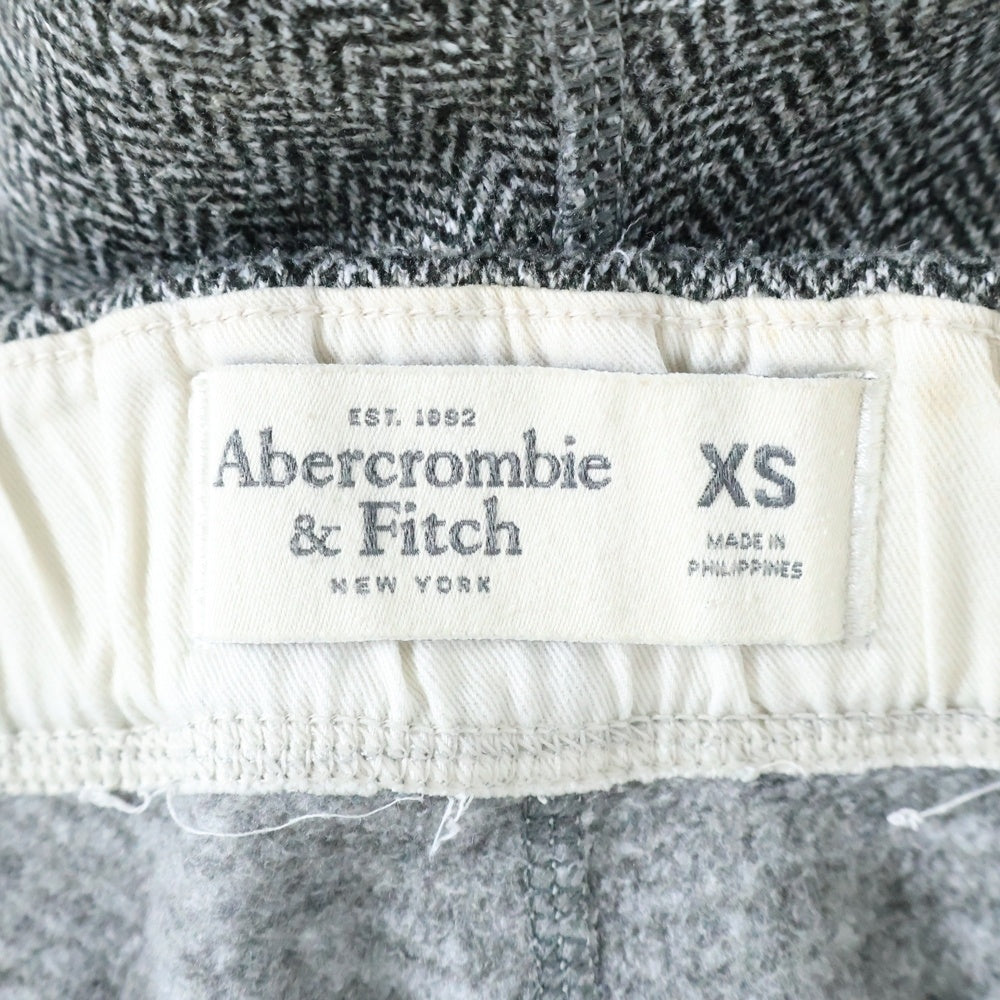 EST. 1892
Abercrombie
& Fitch
NEW YORK
XS
MADE IN
PHILIPPINES